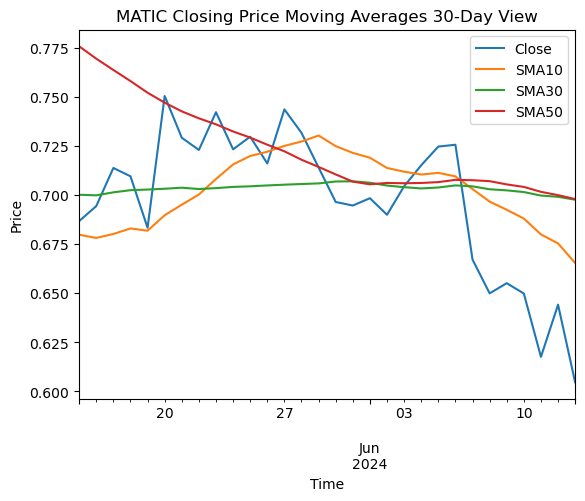 MATIC Closing Price Moving Averages 30-Day View
Close
SMA10
SMA30
SMA50
Price
0.775
0.750
0.725
0.700
0.675
0.650
0.625
0.600
20 27 03 10
Jun
2024
Time